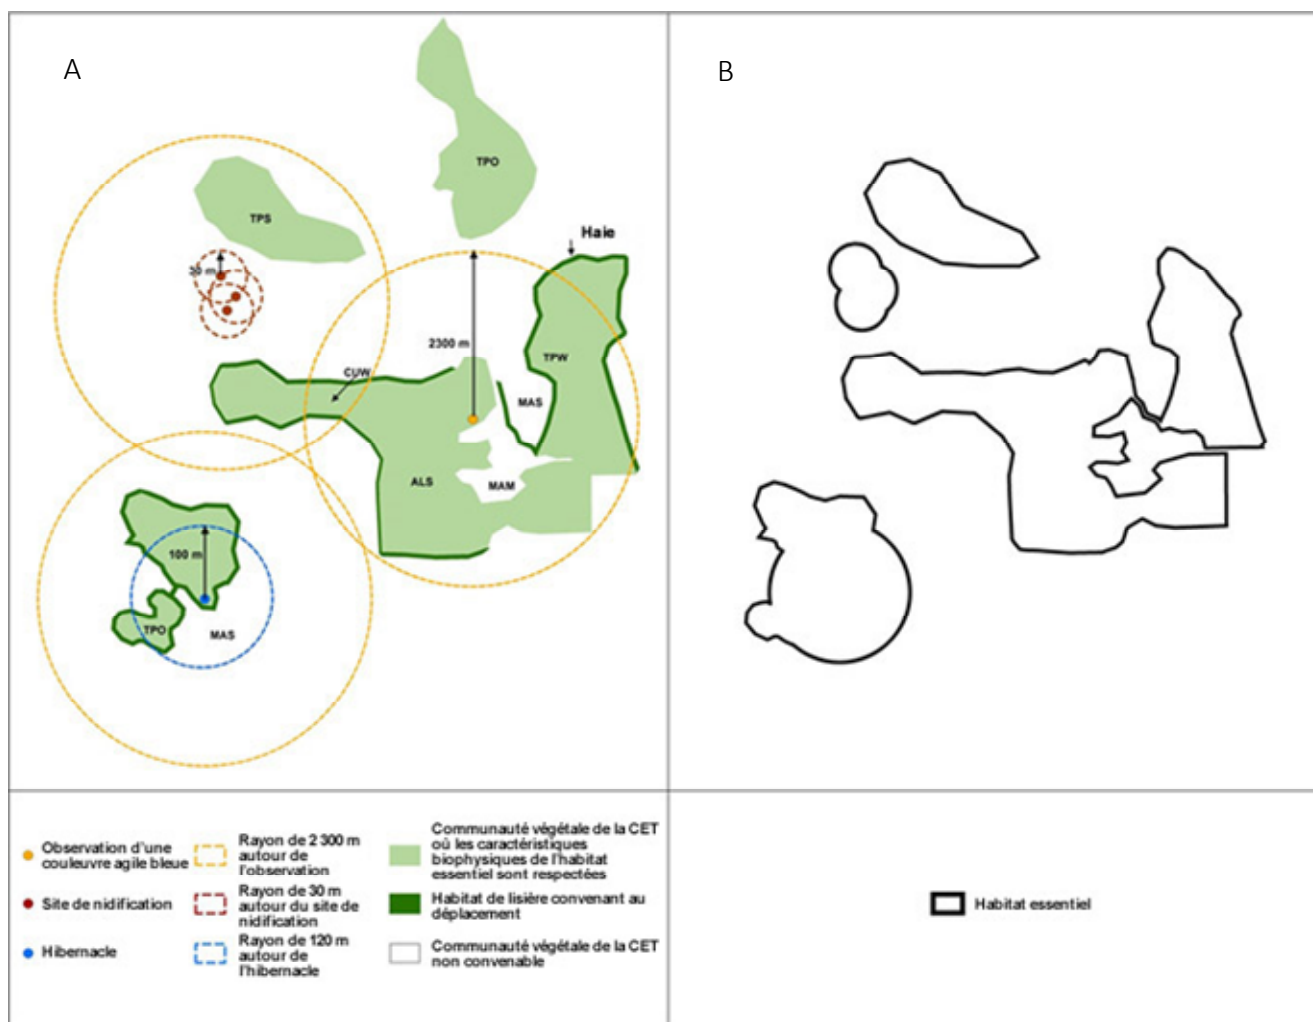 A
B
TPO
TPS
Haie
30 m
2300 m
TPW
CUW
MAS
ALS
MAM
100 m
TPO
MAS
Observation d'une
couleuvre agile bleue
Site de nidification
Hibernacle
Rayon de 2 300 m
autour de
l'observation
Rayon de 30 m
autour du site de
nidification
Rayon de 120 m
autour de
l'hibernacle
Communauté végétale de la CET
où les caractéristiques
biophysiques de l'habitat
essentiel sont respectées
Habitat de lisière convenant au
déplacement
Communauté végétale de la CET
non convenable
Habitat essentiel